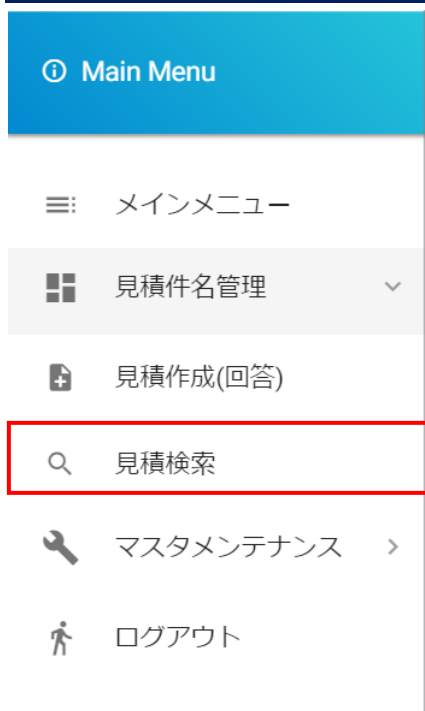 Main Menu
メインメニュー
見積件名管理
見積作成(回答)
見積検索
マスタメンテナンス
ログアウト